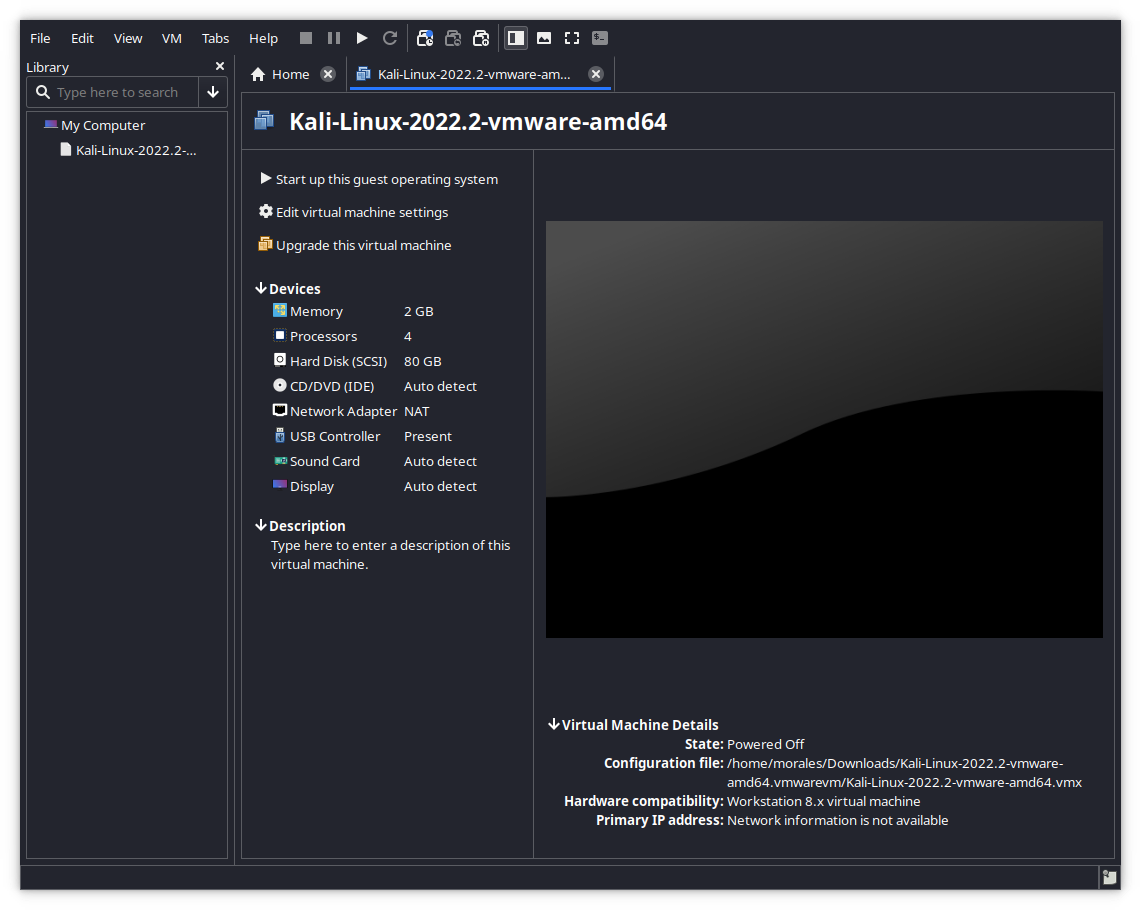 File Edit View VM Tabs Help
Library
Type here to search
My Computer
Kali-Linux-2022.2-...
Home
Kali-Linux-2022.2-vmware-am...
Kali-Linux-2022.2-vmware-amd64
Start up this guest operating system
Edit virtual machine settings
Upgrade this virtual machine
Devices
Memory 2 GB
Processors 4
Hard Disk (SCSI) 80 GB
CD/DVD (IDE) Auto detect
Network Adapter NAT
USB Controller Present
Sound Card Auto detect
Display Auto detect
Description
Type here to enter a description of this
virtual machine.
Virtual Machine Details
State: Powered Off
Configuration file: /home/morales/Downloads/Kali-Linux-2022.2-vmware-
amd64.vmwarevm/Kali-Linux-2022.2-vmware-amd64.vmx
Hardware compatibility: Workstation 8.x virtual machine
Primary IP address: Network information is not available